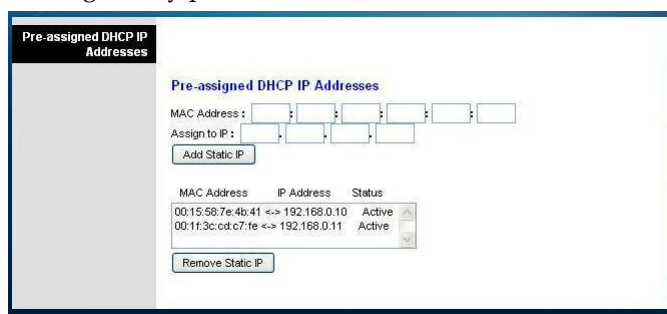 Pre-assigned DHCP IP
Addresses
Pre-assigned DHCP IP Addresses
MAC Address : : : : : :
Assign to IP : . . .
Add Static IP
MAC Address IP Address Status
00:15:58:7e:4b:41 <-> 192.168.0.10 Active
00:1f:3c:cd:c7:fe <-> 192.168.0.11 Active
Remove Static IP